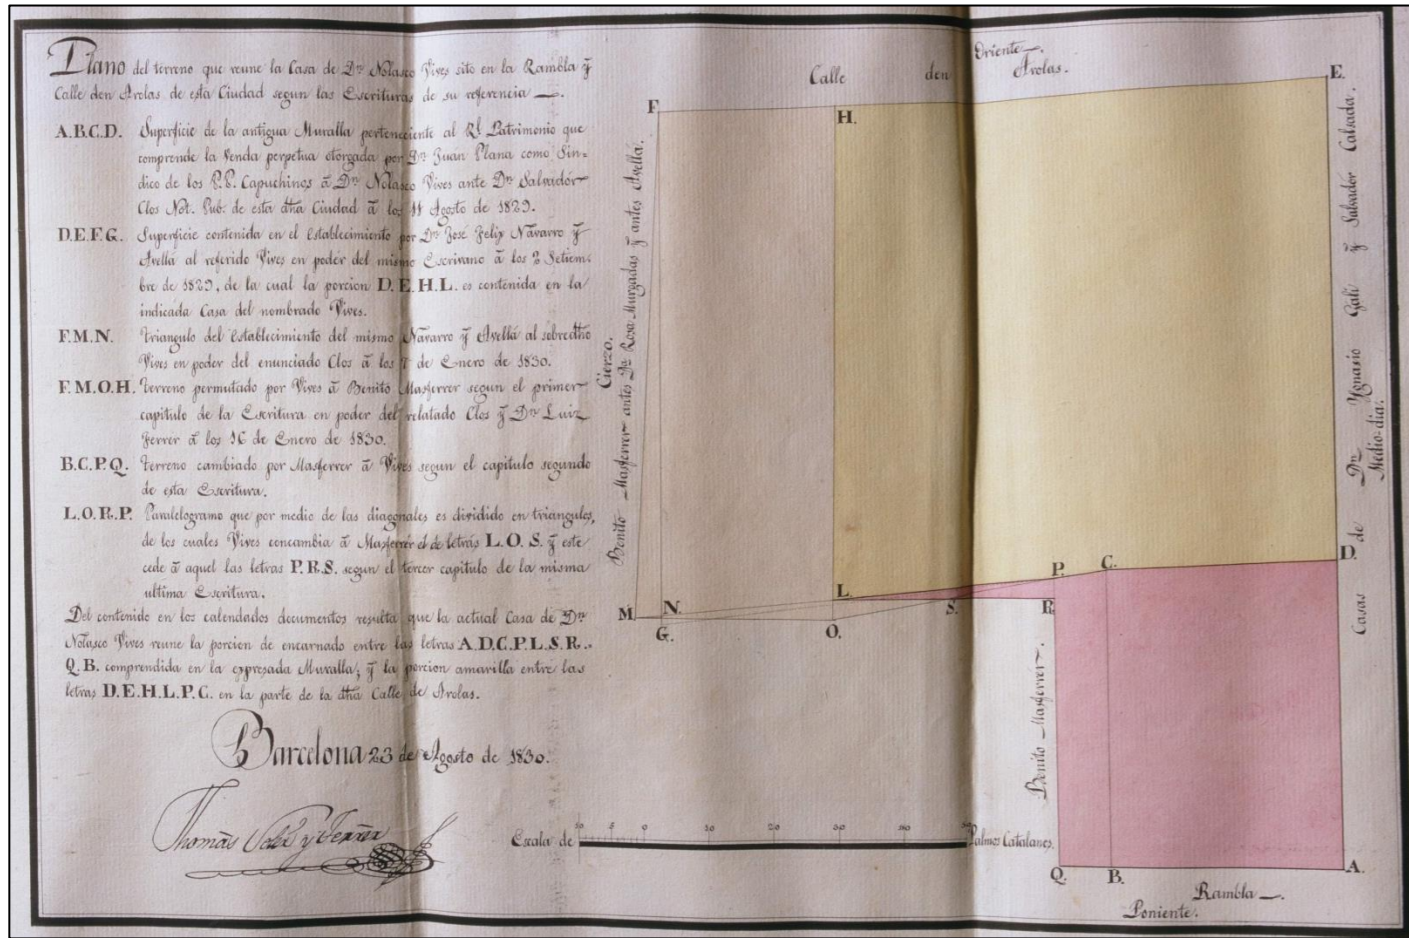 Plano del terreno que reune la Casa de Dn. Nolasco Vives sito en la Rambla ȳ
Calle den Arolas de esta Ciudad segun las Escrituras de su referencia —.
A.B.C.D. Superficie de la antigua Muralla perteneciente al Rl. Patrimonio que
comprende la Venda perpetua otorgada por Dn. Juan Plana como Sin=
dico de los P.P. Capuchinos ā Dn. Nolasco Vives ante Dn. Salvadór
Clos Not. Pub. de esta dha Ciudad ā los 11 Agosto de 1829.
D.E.F.G. Superficie contenida en el establecimiento por Dn. José Felix Navarro ȳ
Avellá al referido Vives en poder del mismo Escrivano ā los 2 Setiem=
bre de 1829, de la cual la porcion D.E.H.L. es contenida en la
indicada Casa del nombrado Vives.
F.M.N. Triangulo del establecimiento del mismo Navarro ȳ Avellá al sobredho
Vives en poder del enunciado Clos ā los 7 de Enero de 1830.
F.M.O.H. Terreno permutado por Vives ā Benito Masferrer segun el primer
capitulo de la Escritura en poder del relatado Clos ȳ Dn. Luiz
Ferrer ā los 16 de Enero de 1830.
B.C.P.Q. Terreno cambiado por Masferrer ā Vives segun el capitulo segundo
de esta Escritura.
L.O.R.P. Paralelogramo que por medio de las diagonales es dividido en triangulos,
de los cuales Vives concambia ā Masferrer el de letrás L.O.S. ȳ este
cede ā aquel las letras P.R.S. segun el tercer capitulo de la misma
ultima Escritura.
Del contenido en los calendados documentos resulta que la actual Casa de Dn.
Nolasco Vives reune la porcion de encarnado entre las letras A.D.C.P.L.S.R.
Q.B. comprendida en la expresada Muralla; ȳ la porcion amarilla entre las
letras D.E.H.L.P.C. en la parte de la dha Calle de Arolas.
Barcelona 23 de Agosto de 1830.
Thomās Soler y Ferrer
Oriente —.
Calle den Arolas.
F
H.
E.
Cierzo.
Benito Masferrer antes Da. Rosa Murgadas ȳ antes Avellá.
Casas de Dn. Ygnasio Galí ȳ Salvadór Calsada.
Medio-dia.
M
N.
G.
L
O.
S.
P.
R.
C.
D.
Benito Masferrer.
Escala de 10 5 0 10 20 30 40 50 Palmos Catalanes.
Q.
B.
A.
Rambla —.
Poniente.